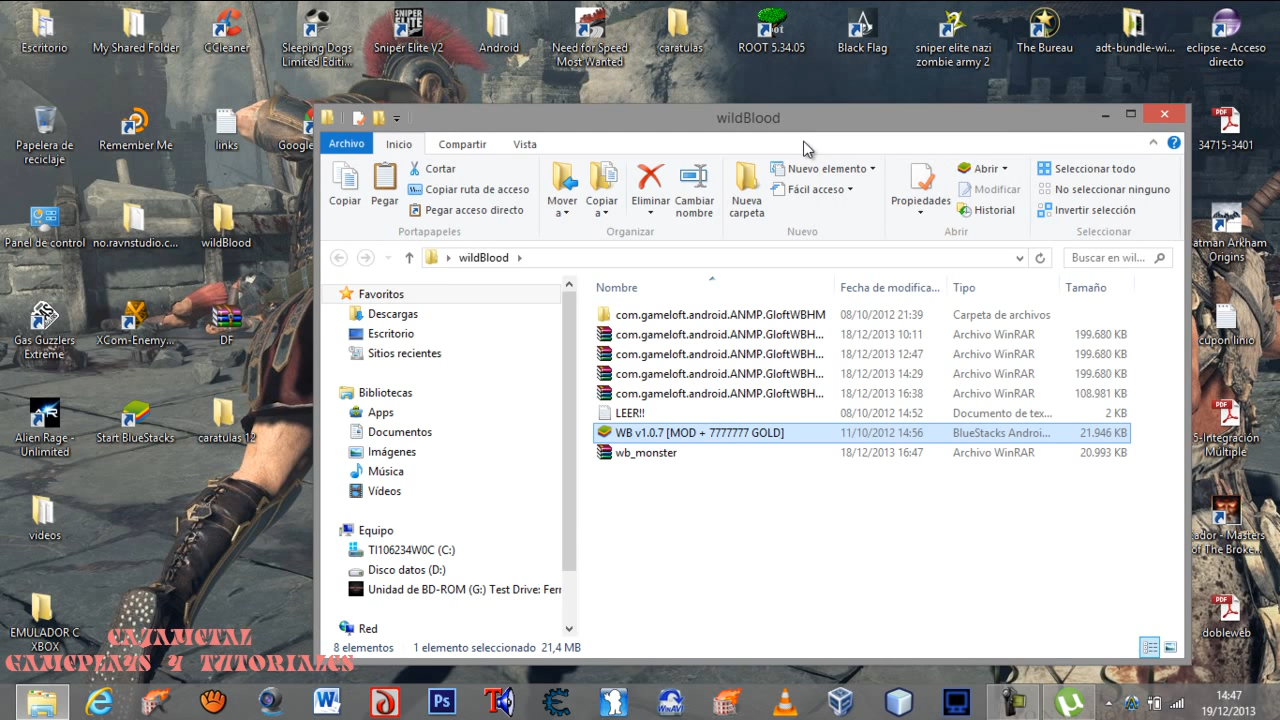 Escritorio
My Shared Folder
CCleaner
Sleeping Dogs
Limited Editi...
Sniper Elite V2
Android
Need for Speed
Most Wanted
caratulas
ROOT 5.34.05
Black Flag
sniper elite nazi
zombie army 2
The Bureau
adt-bundle-wi...
eclipse - Acceso
directo
Papelera de
reciclaje
Remember Me
links
Google
34715-3401
Panel de control
no.ravnstudio.c...
wildBlood
atman Arkham
Origins
Gas Guzzlers
Extreme
XCom-Enemy...
DF
cupon linio
Alien Rage -
Unlimited
Start BlueStacks
caratulas 12
5-Integración
Múltiple
videos
ador - Masters
of The Broke...
EMULADOR C
XBOX
dobleweb
wildBlood
Archivo
Inicio
Compartir
Vista
Copiar
Pegar
Cortar
Copiar ruta de acceso
Pegar acceso directo
Portapapeles
Mover
a
Copiar
a
Eliminar
Cambiar
nombre
Organizar
Nueva
carpeta
Nuevo elemento
Fácil acceso
Nuevo
Propiedades
Abrir
Modificar
Historial
Abrir
Seleccionar todo
No seleccionar ninguno
Invertir selección
Seleccionar
wildBlood
Buscar en wil...
Favoritos
Descargas
Escritorio
Sitios recientes
Bibliotecas
Apps
Documentos
Imágenes
Música
Vídeos
Equipo
TI106234W0C (C:)
Disco datos (D:)
Unidad de BD-ROM (G:) Test Drive: Ferr
Red
Nombre Fecha de modifica... Tipo Tamaño
com.gameloft.android.ANMP.GloftWBHM 08/10/2012 21:39 Carpeta de archivos
com.gameloft.android.ANMP.GloftWBH... 18/12/2013 10:11 Archivo WinRAR 199.680 KB
com.gameloft.android.ANMP.GloftWBH... 18/12/2013 12:47 Archivo WinRAR 199.680 KB
com.gameloft.android.ANMP.GloftWBH... 18/12/2013 14:29 Archivo WinRAR 199.680 KB
com.gameloft.android.ANMP.GloftWBH... 18/12/2013 16:38 Archivo WinRAR 108.981 KB
LEER!! 08/10/2012 14:52 Documento de tex... 2 KB
WB v1.0.7 [MOD + 7777777 GOLD] 11/10/2012 14:56 BlueStacks Androi... 21.946 KB
wb_monster 18/12/2013 16:47 Archivo WinRAR 20.993 KB
8 elementos 1 elemento seleccionado 21,4 MB
CAJAMETAL
GAMEPLAYS Y TUTORIALES
14:47
19/12/2013